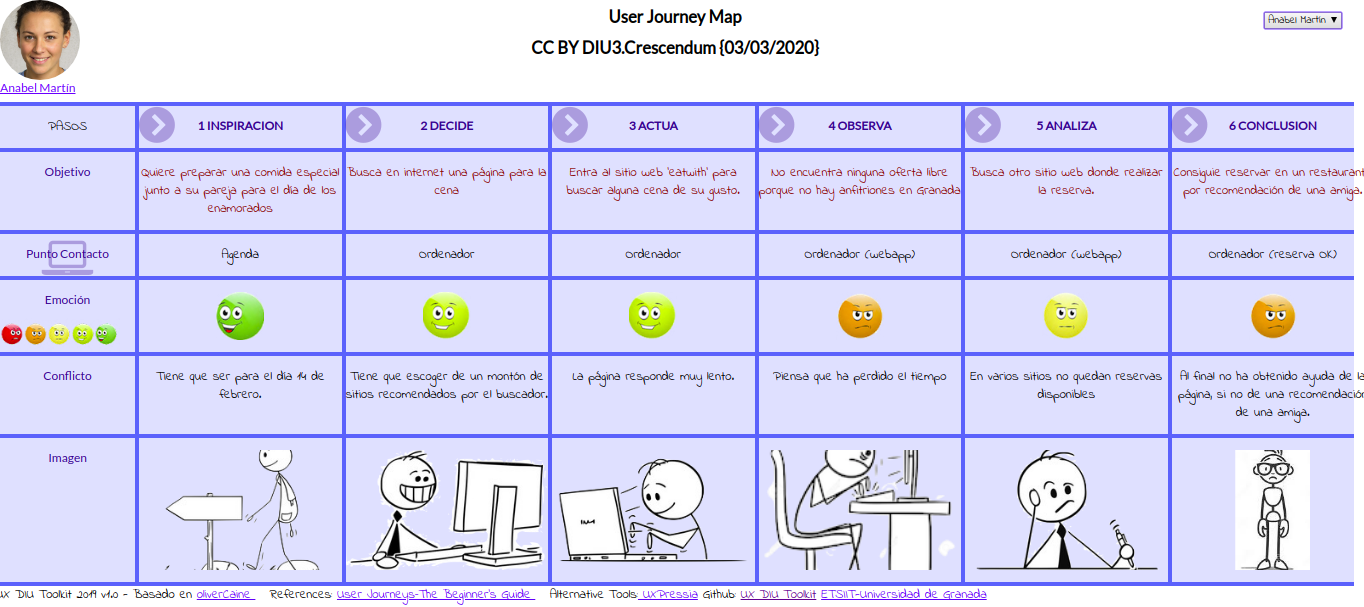 User Journey Map
Anabel Martín ▼
CC BY DIU3.Crescendum {03/03/2020}
Anabel Martín
PASOS
1 INSPIRACION
2 DECIDE
3 ACTUA
4 OBSERVA
5 ANALIZA
6 CONCLUSION
Objetivo
Quiere preparar una comida especial
junto a su pareja para el día de los
enamorados
Busca en internet una página para la
cena
Entra al sitio web 'eatwith' para
buscar alguna cena de su gusto.
No encuentra ninguna oferta libre
porque no hay anfitriones en Granada
Busca otro sitio web donde realizar
la reserva.
Consiguie reservar en un restaurant
por recomendación de una amiga.
Punto Contacto
Agenda
Ordenador
Ordenador
Ordenador (webapp)
Ordenador (webapp)
Ordenador (reserva OK)
Emoción
Conflicto
Tiene que ser para el día 14 de
febrero.
Tiene que escoger de un montón de
sitios recomendados por el buscador.
La página responde muy lento.
Piensa que ha perdido el tiempo
En varios sitios no quedan reservas
disponibles
Al final no ha obtenido ayuda de la
página, si no de una recomendación
de una amiga.
Imagen
UX DIU Toolkit 2019 v1.0 - Basado en oliverCaine References: User Journeys-The Beginner's Guide Alternative Tools: UXPressia Github: UX DIU Toolkit ETSIIT-Universidad de Granada